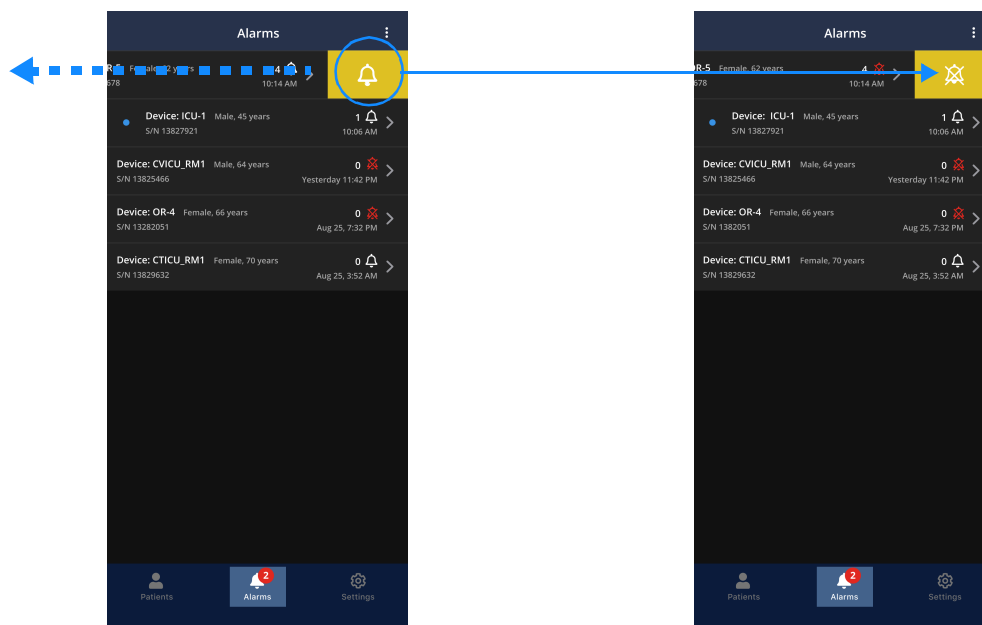 Alarms
R-5 Female, 62 years 4
678 10:14 AM
Device: ICU-1 Male, 45 years 1
S/N 13827921 10:06 AM
Device: CVICU_RM1 Male, 64 years 0
S/N 13825466 Yesterday 11:42 PM
Device: OR-4 Female, 66 years 0
S/N 13282051 Aug 25, 7:32 PM
Device: CTICU_RM1 Female, 70 years 0
S/N 13829632 Aug 25, 3:52 AM
2
Patients Alarms Settings
Alarms
R-5 Female, 62 years 4
678 10:14 AM
Device: ICU-1 Male, 45 years 1
S/N 13827921 10:06 AM
Device: CVICU_RM1 Male, 64 years 0
S/N 13825466 Yesterday 11:42 PM
Device: OR-4 Female, 66 years 0
S/N 1382051 Aug 25, 7:32 PM
Device: CTICU_RM1 Female, 70 years 0
S/N 13829632 Aug 25, 3:52 AM
2
Patients Alarms Settings